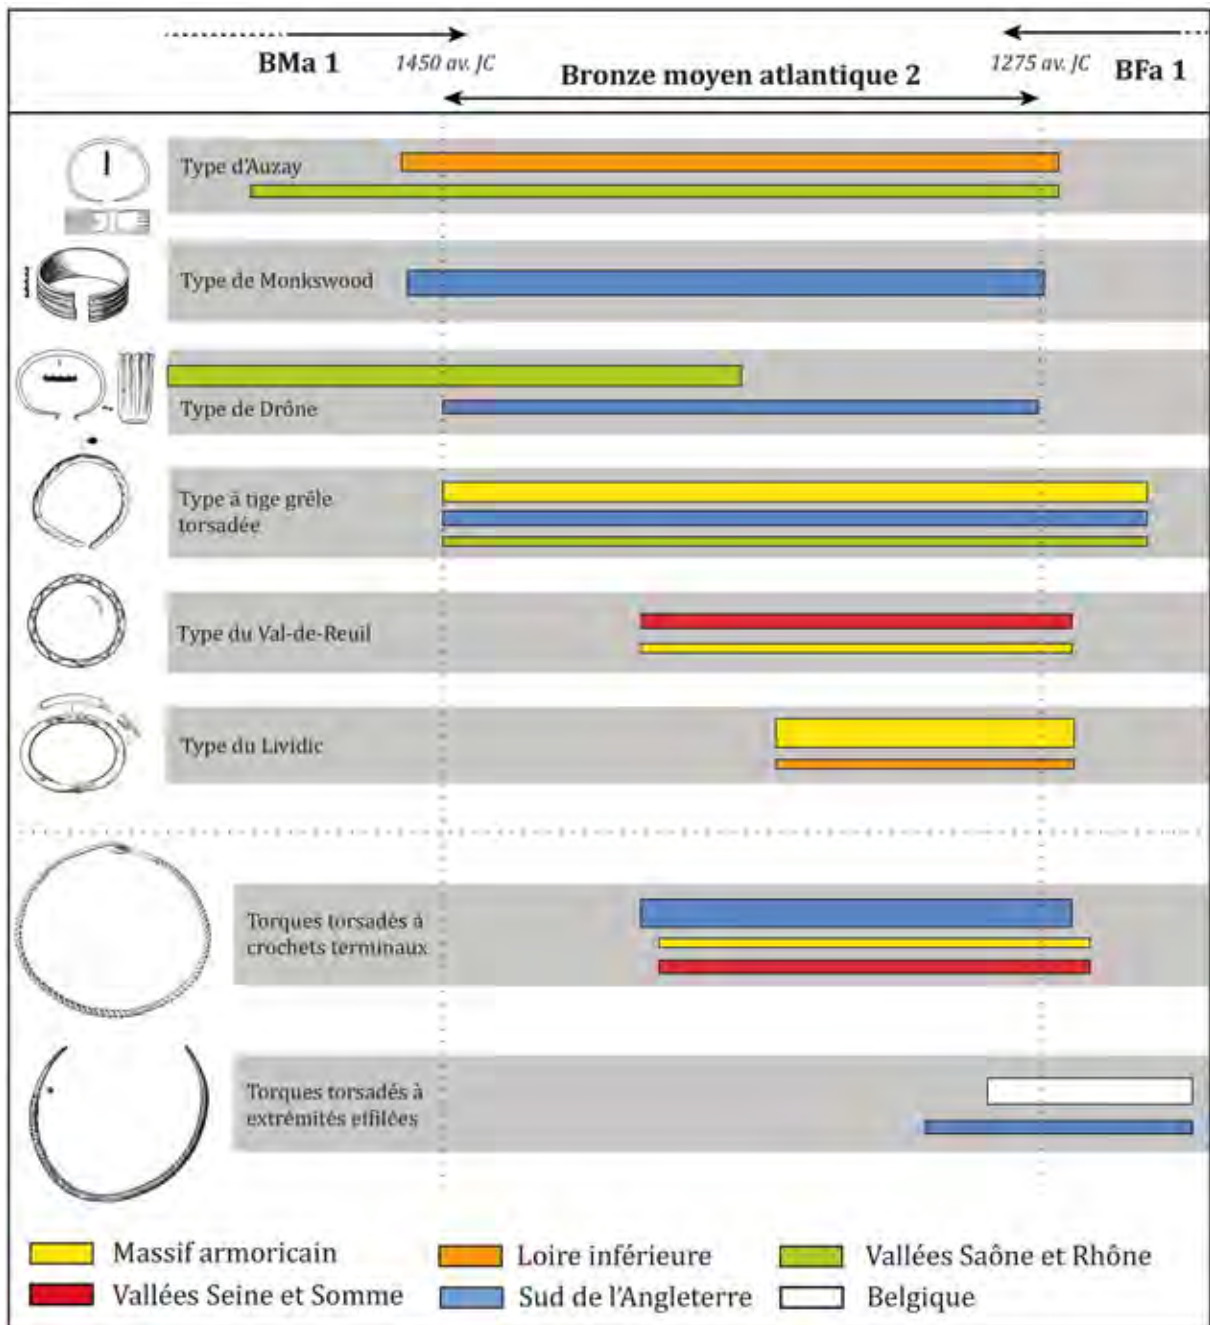 BMa 1
1450 av. JC
Bronze moyen atlantique 2
1275 av. JC
BFa 1
Type d'Auzay
Type de Monkswood
Type de Drône
Type à tige grêle
torsadée
Type du Val-de-Reuil
Type du Lividic
Torques torsadés à
crochets terminaux
Torques torsadés à
extrémités effilées
Massif armoricain
Loire inférieure
Vallées Saône et Rhône
Vallées Seine et Somme
Sud de l'Angleterre
Belgique